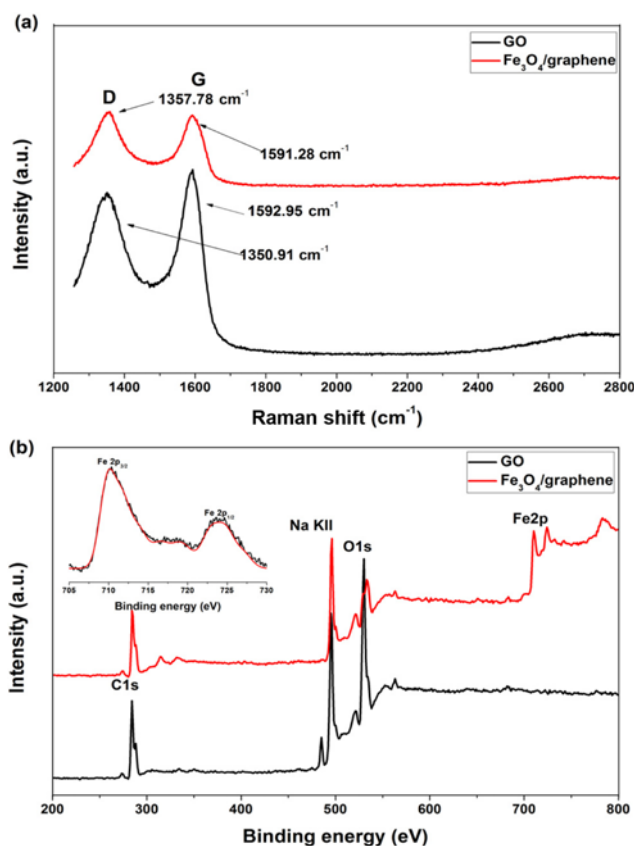 (a)
GO
Fe₃O₄/graphene
D
G
1357.78 cm⁻¹
1591.28 cm⁻¹
1592.95 cm⁻¹
1350.91 cm⁻¹
Intensity (a.u.)
1200 1400 1600 1800 2000 2200 2400 2600 2800
Raman shift (cm⁻¹)
(b)
GO
Fe₃O₄/graphene
Fe 2p₃/₂
Fe 2p₁/₂
705 710 715 720 725 730
Binding energy (eV)
Na KII
O1s
Fe2p
C1s
Intensity (a.u.)
200 300 400 500 600 700 800
Binding energy (eV)